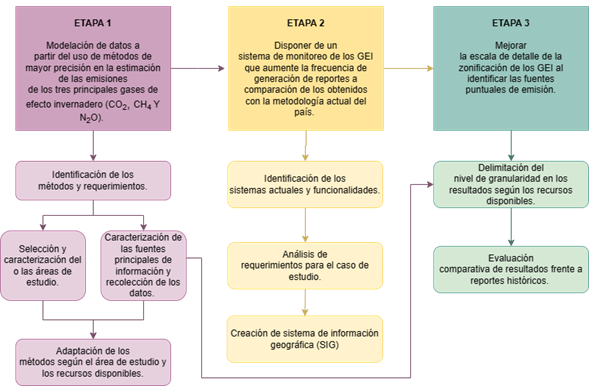 ETAPA 1
Modelación de datos a
partir del uso de métodos de
mayor precisión en la estimación
de las emisiones
de los tres principales gases de
efecto invernadero (CO₂, CH₄ Y
N₂O).
ETAPA 2
Disponer de un
sistema de monitoreo de los GEI
que aumente la frecuencia de
generación de reportes a
comparación de los obtenidos
con la metodología actual del
país.
ETAPA 3
Mejorar
la escala de detalle de la
zonificación de los GEI al
identificar las fuentes
puntuales de emisión.
Identificación de los
métodos y requerimientos.
Selección y
caracterización del
o las áreas de
estudio.
Caracterización de
las fuentes
principales de
información y
recolección de los
datos.
Adaptación de los
métodos según el área de estudio y
los recursos disponibles.
Identificación de los
sistemas actuales y funcionalidades.
Análisis de
requerimientos para el caso de
estudio.
Creación de sistema de información
geográfica (SIG)
Delimitación del
nivel de granularidad en los
resultados según los recursos
disponibles.
Evaluación
comparativa de resultados frente a
reportes históricos.